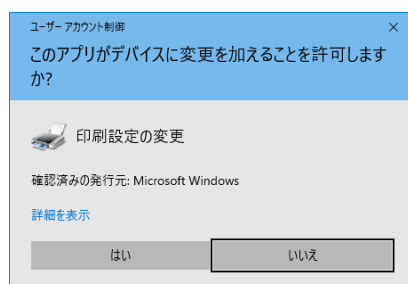 ユーザー アカウント制御
このアプリがデバイスに変更を加えることを許可します
か?
印刷設定の変更
確認済みの発行元: Microsoft Windows
詳細を表示
はい
いいえ